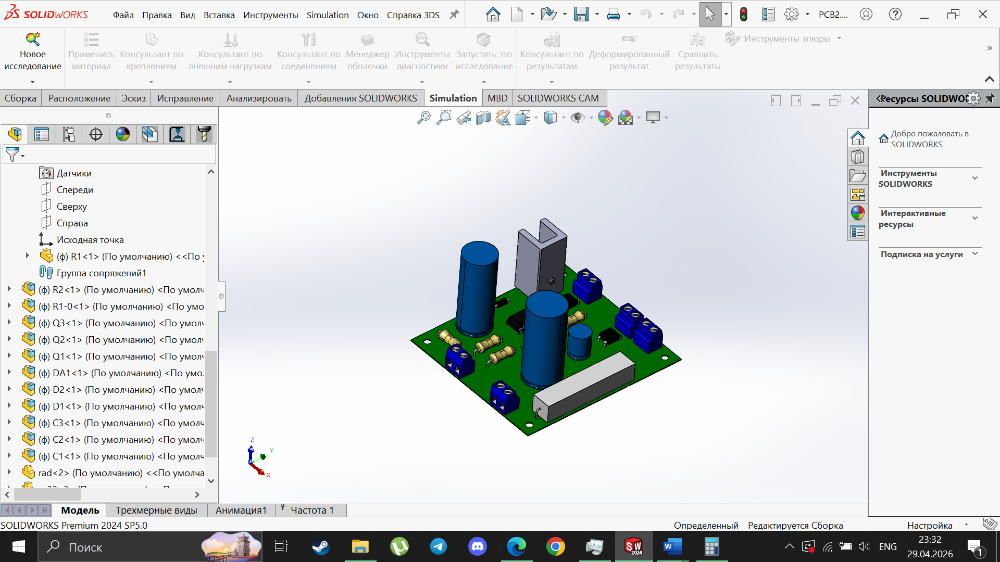 SOLIDWORKS Файл Правка Вид Вставка Инструменты Simulation Окно Справка 3DS PCB2....
Новое исследование
Применить материал
Консультант по креплениям
Консультант по внешним нагрузкам
Консультант по соединениям
Менеджер оболочки
Инструменты диагностики
Запустить это исследование
Консультант по результатам
Деформированный результат
Сравнить результаты
Инструменты эпюры
Сборка Расположение Эскиз Исправление Анализировать Добавления SOLIDWORKS Simulation MBD SOLIDWORKS CAM
Датчики
Спереди
Сверху
Справа
Исходная точка
(ф) R1<1> (По умолчанию) <<По у
Группа сопряжений1
(ф) R2<1> (По умолчанию) <По умолч
(ф) R1-0<1> (По умолчанию) <По умо
(ф) Q3<1> (По умолчанию) <По умолч
(ф) Q2<1> (По умолчанию) <По умолч
(ф) Q1<1> (По умолчанию) <По умолч
(ф) DA1<1> (По умолчанию) <По умол
(ф) D2<1> (По умолчанию) <По умолч
(ф) D1<1> (По умолчанию) <По умолч
(ф) C3<1> (По умолчанию) <По умолч
(ф) C2<1> (По умолчанию) <По умолч
(ф) C1<1> (По умолчанию) <По умолч
rad<2> (По умолчанию) <<По умолча
Z
Y
X
есурсы SOLIDWO
Добро пожаловать в
SOLIDWORKS
Инструменты
SOLIDWORKS
Интерактивные
ресурсы
Подписка на услуги
Модель Трехмерные виды Анимация1 Частота 1
SOLIDWORKS Premium 2024 SP5.0 Определенный Редактируется Сборка Настройка
Поиск
SW
2024
W
ENG
23:32
29.04.2026
1